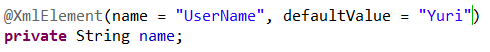 @XmlElement(name = "UserName", defaultValue = "Yuri")
private String name;